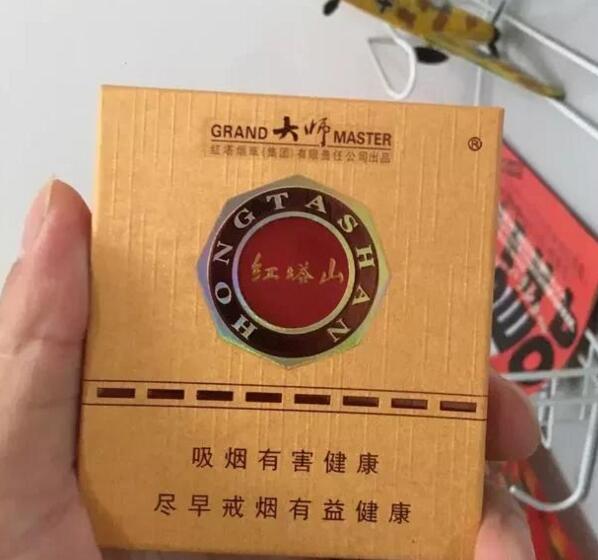 GRAND 大师 MASTER
®
红塔烟草(集团)有限责任公司出品
HONGTASHAN
红塔山
吸烟有害健康
尽早戒烟有益健康